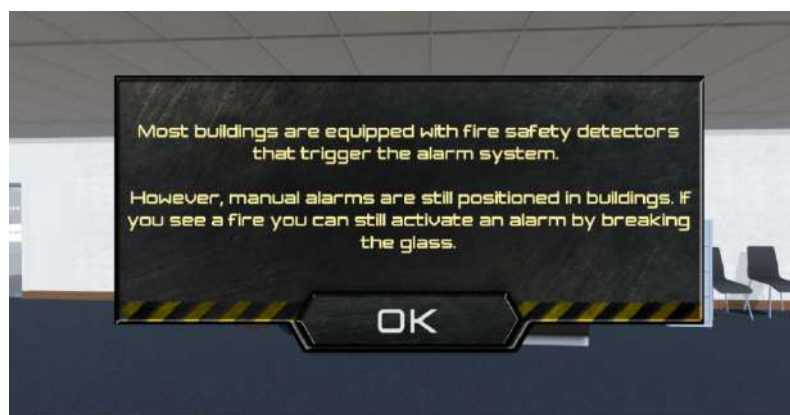 Most buildings are equipped with fire safety detectors
that trigger the alarm system.
However, manual alarms are still positioned in buildings. If
you see a fire you can still activate an alarm by breaking
the glass.
OK